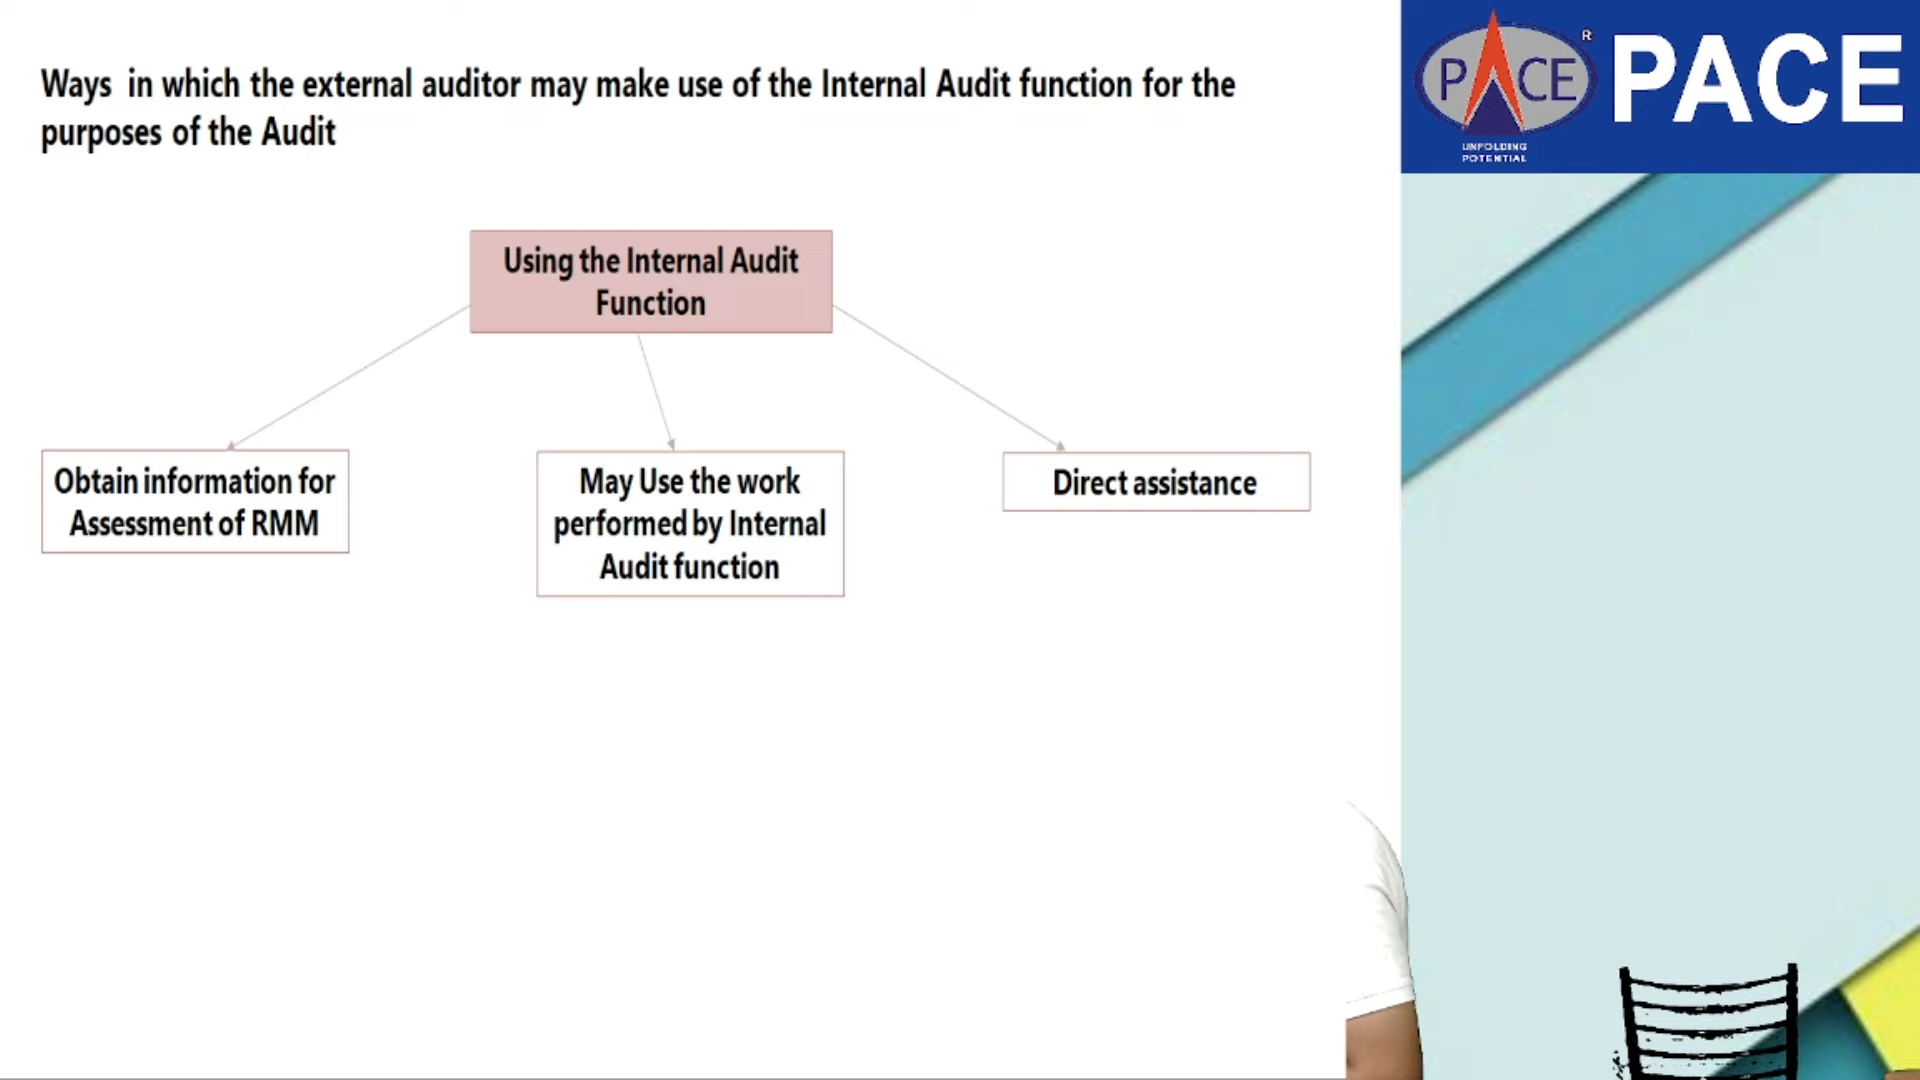 Ways in which the external auditor may make use of the Internal Audit function for the
purposes of the Audit
Using the Internal Audit
Function
Obtain information for
Assessment of RMM
May Use the work
performed by Internal
Audit function
Direct assistance
PACE
R
UNFOLDING
POTENTIAL
PACE